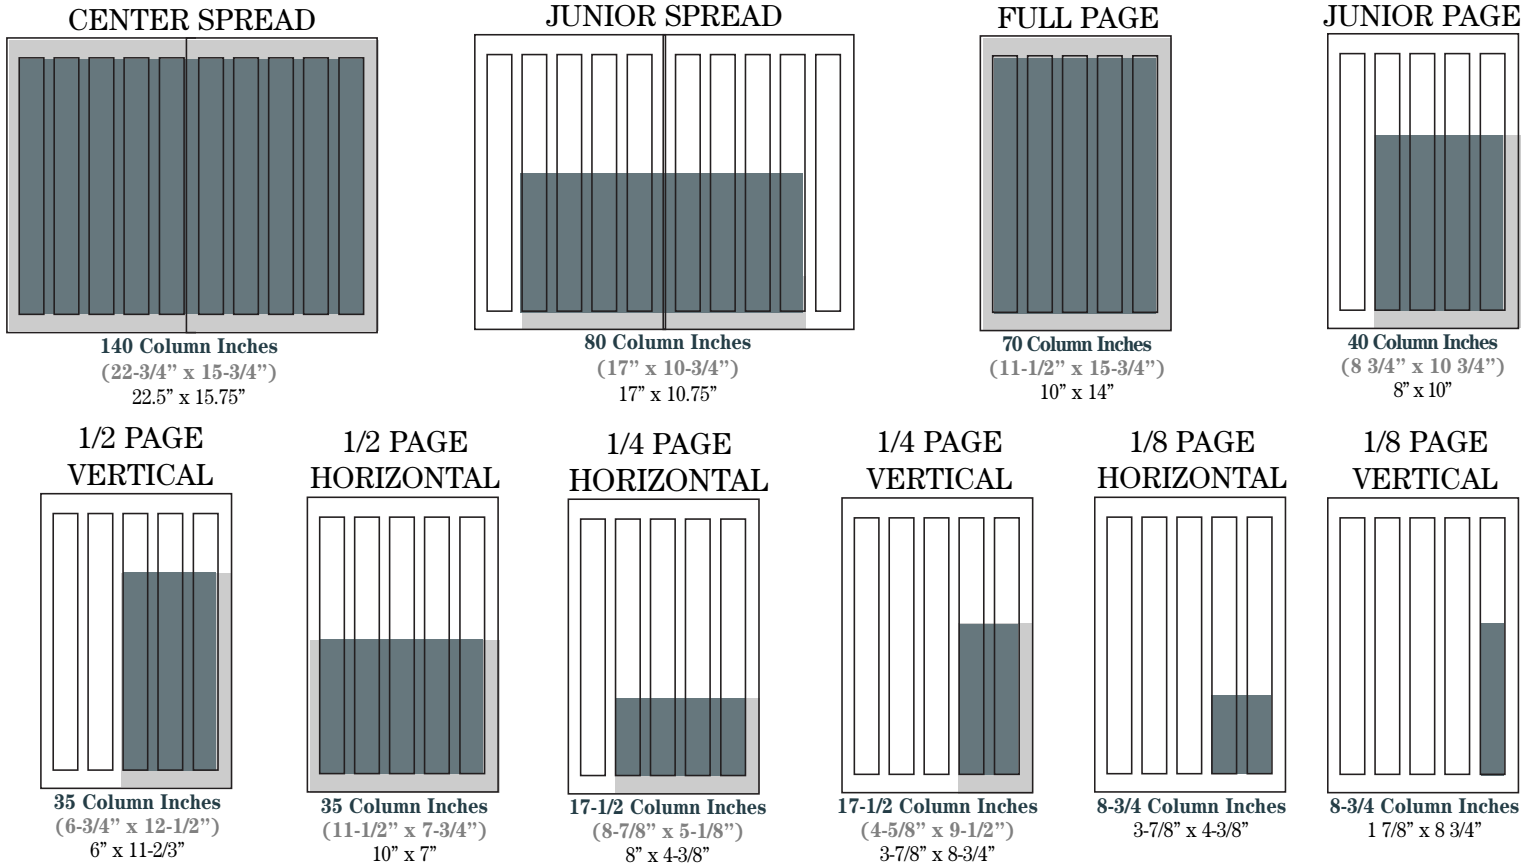 CENTER SPREAD
140 Column Inches
(22-3/4” x 15-3/4”)
22.5” x 15.75”
JUNIOR SPREAD
80 Column Inches
(17” x 10-3/4”)
17” x 10.75”
FULL PAGE
70 Column Inches
(11-1/2” x 15-3/4”)
10” x 14”
JUNIOR PAGE
40 Column Inches
(8 3/4” x 10 3/4”)
8” x 10”
1/2 PAGE
VERTICAL
35 Column Inches
(6-3/4” x 12-1/2”)
6” x 11-2/3”
1/2 PAGE
HORIZONTAL
35 Column Inches
(11-1/2” x 7-3/4”)
10” x 7”
1/4 PAGE
HORIZONTAL
17-1/2 Column Inches
(8-7/8” x 5-1/8”)
8” x 4-3/8”
1/4 PAGE
VERTICAL
17-1/2 Column Inches
(4-5/8” x 9-1/2”)
3-7/8” x 8-3/4”
1/8 PAGE
HORIZONTAL
8-3/4 Column Inches
3-7/8” x 4-3/8”
1/8 PAGE
VERTICAL
8-3/4 Column Inches
1 7/8” x 8 3/4”